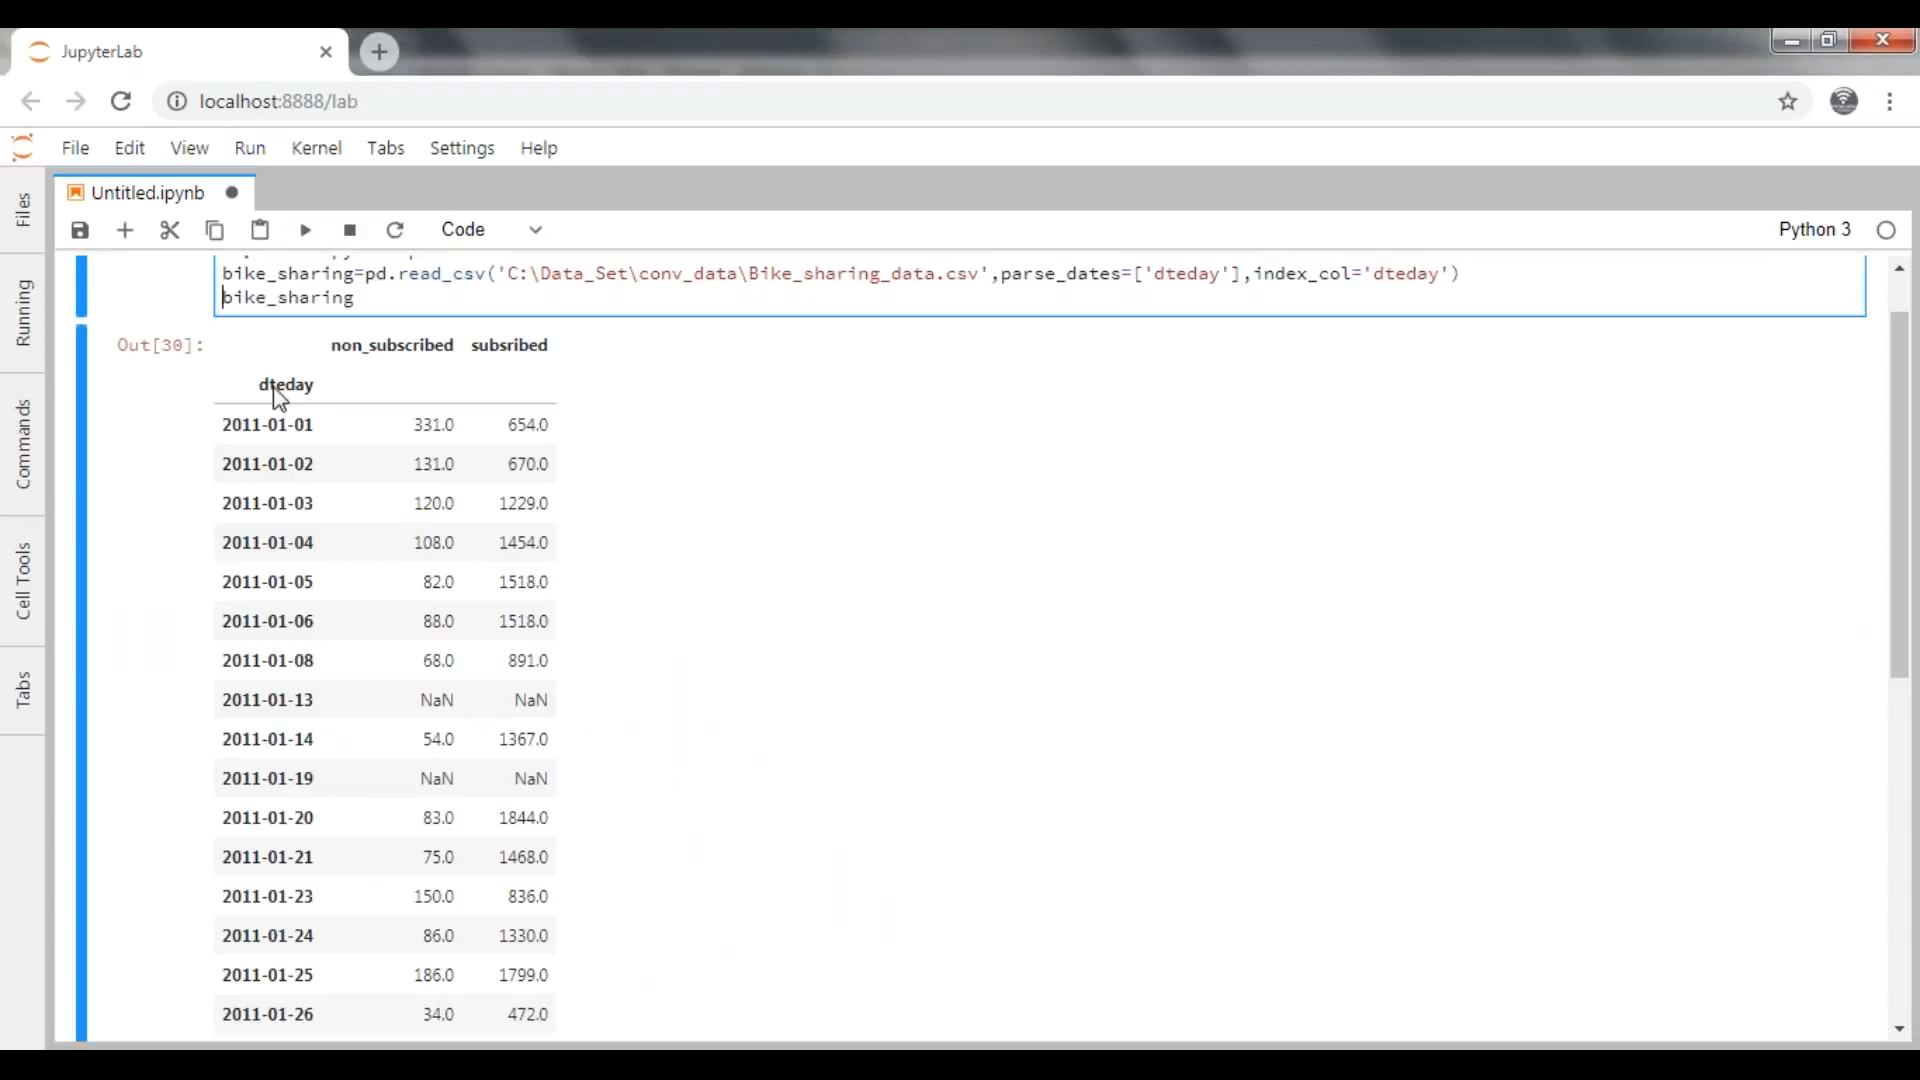 JupyterLab
localhost:8888/lab
File Edit View Run Kernel Tabs Settings Help
Untitled.ipynb
Code
Python 3
Files
Running
Commands
Cell Tools
Tabs
bike_sharing=pd.read_csv('C:\Data_Set\conv_data\Bike_sharing_data.csv',parse_dates=['dteday'],index_col='dteday')
bike_sharing
Out[30]: non_subscribed subsribed
dteday
2011-01-01 331.0 654.0
2011-01-02 131.0 670.0
2011-01-03 120.0 1229.0
2011-01-04 108.0 1454.0
2011-01-05 82.0 1518.0
2011-01-06 88.0 1518.0
2011-01-08 68.0 891.0
2011-01-13 NaN NaN
2011-01-14 54.0 1367.0
2011-01-19 NaN NaN
2011-01-20 83.0 1844.0
2011-01-21 75.0 1468.0
2011-01-23 150.0 836.0
2011-01-24 86.0 1330.0
2011-01-25 186.0 1799.0
2011-01-26 34.0 472.0